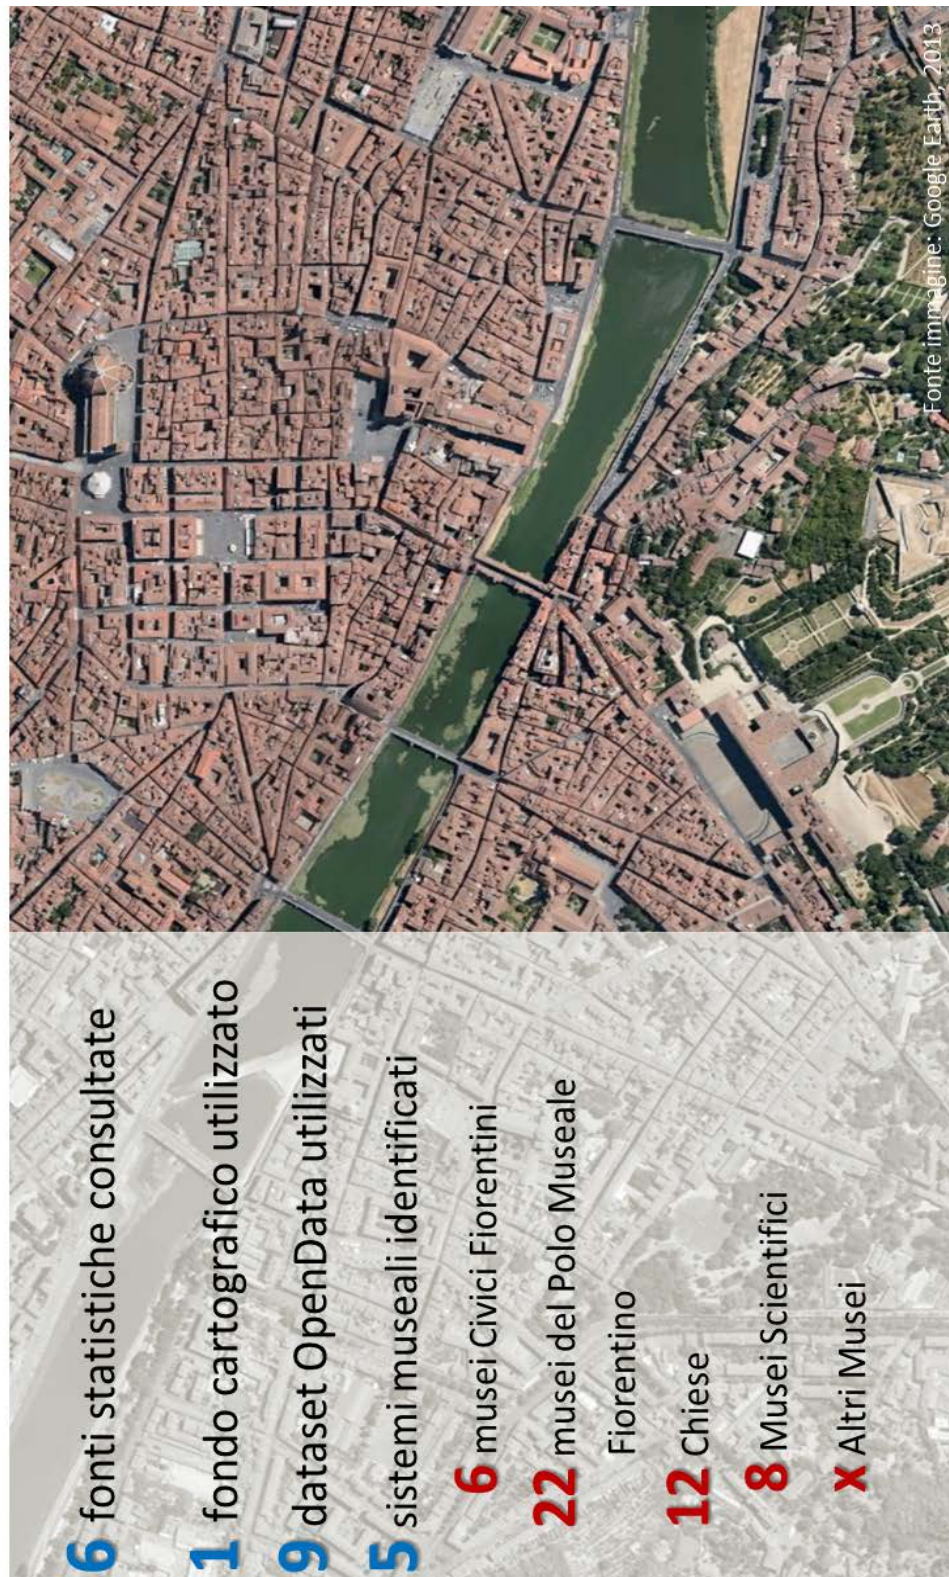 6 fonti statistiche consultate
1 fondo cartografico utilizzato
9 dataset OpenData utilizzati
5 sistemi museali identificati
6 musei Civici Fiorentini
22 musei del Polo Museale
Fiorentino
12 Chiese
8 Musei Scientifici
X Altri Musei
Fonte immagine: Google Earth, 2013